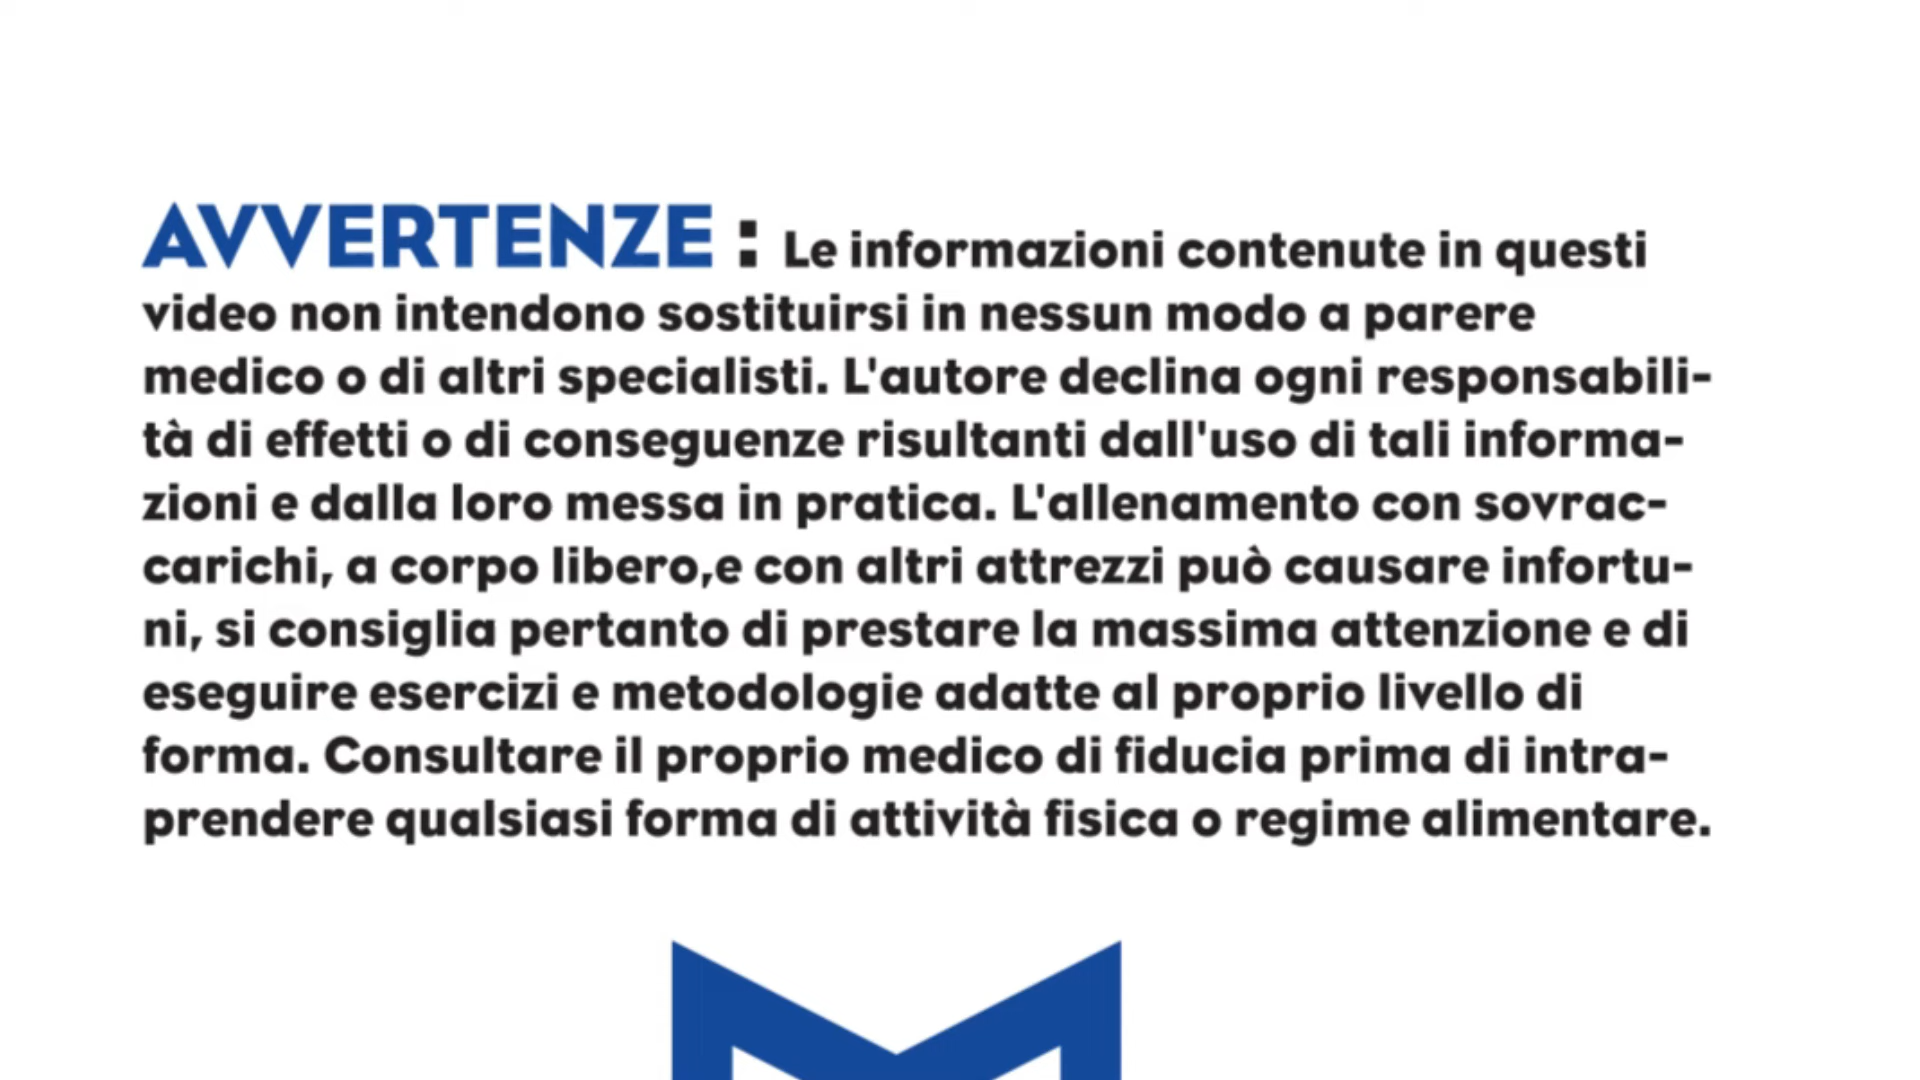 AVVERTENZE : Le informazioni contenute in questi
video non intendono sostituirsi in nessun modo a parere
medico o di altri specialisti. L'autore declina ogni responsabili-
tà di effetti o di conseguenze risultanti dall'uso di tali informa-
zioni e dalla loro messa in pratica. L'allenamento con sovrac-
carichi, a corpo libero,e con altri attrezzi può causare infortu-
ni, si consiglia pertanto di prestare la massima attenzione e di
eseguire esercizi e metodologie adatte al proprio livello di
forma. Consultare il proprio medico di fiducia prima di intra-
prendere qualsiasi forma di attività fisica o regime alimentare.